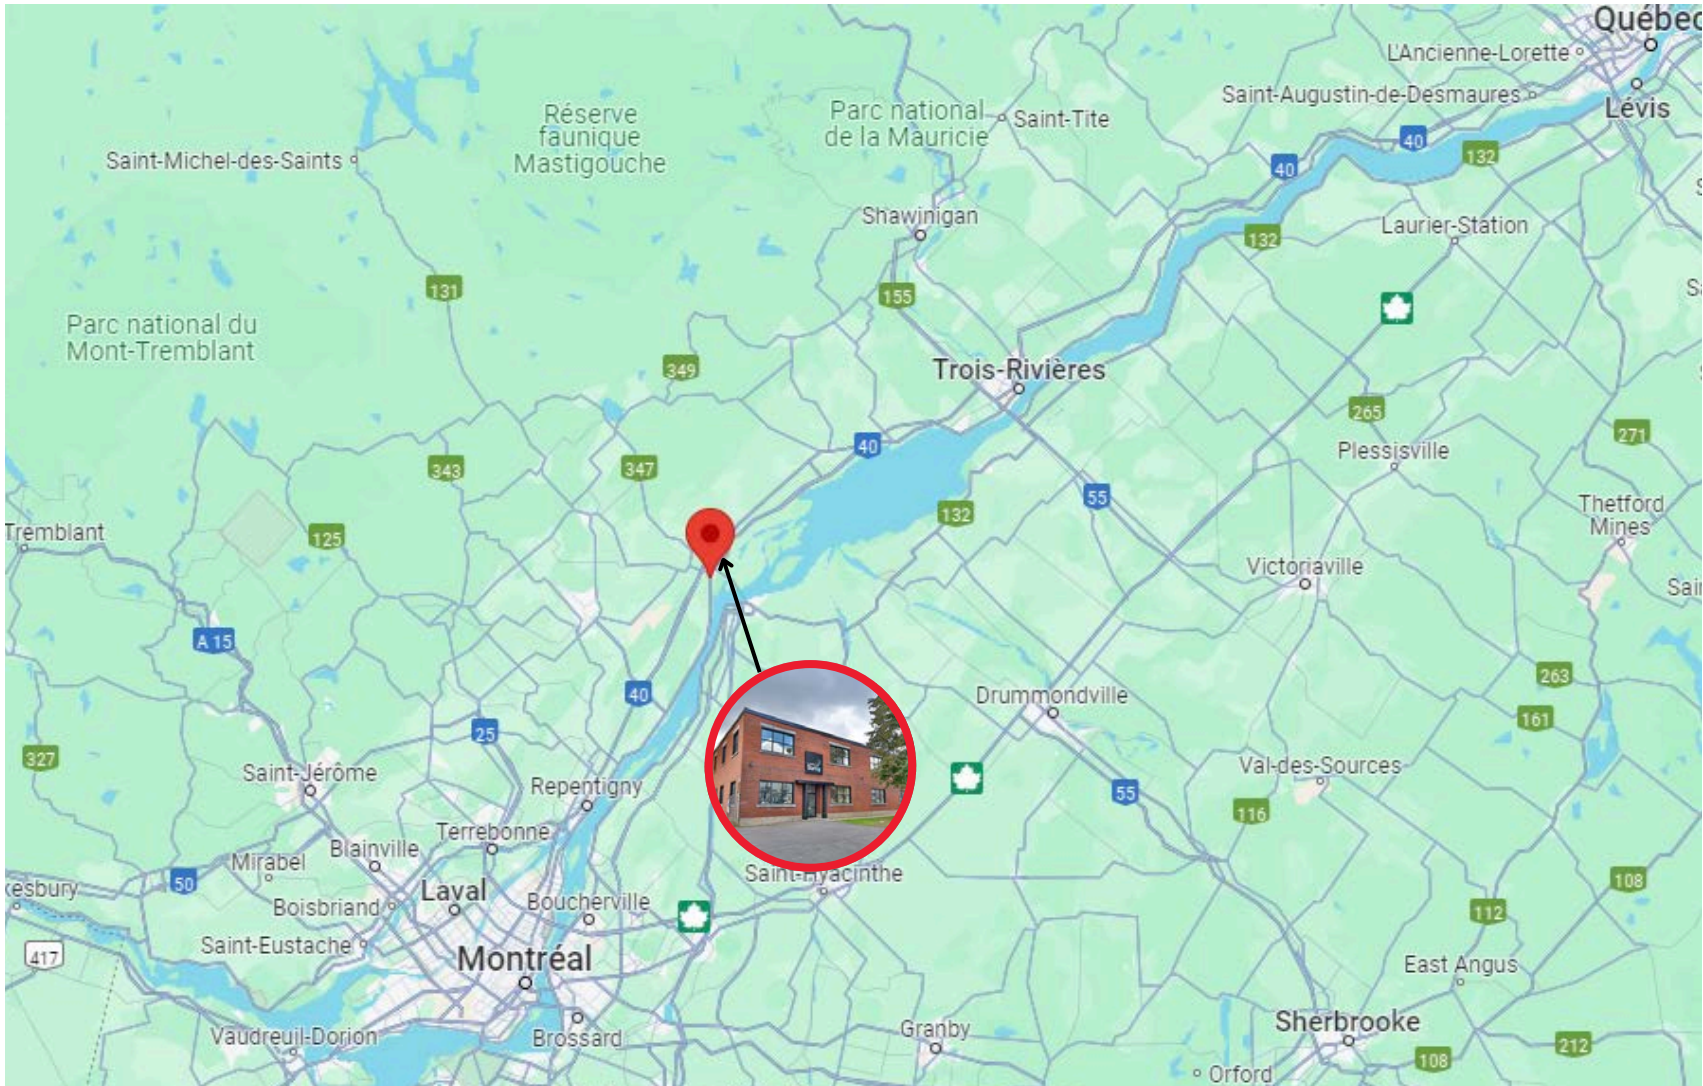 Québec
L'Ancienne-Lorette
Saint-Augustin-de-Desmaures
Lévis
Réserve
faunique
Mastigouche
Parc national
de la Mauricie
Saint-Tite
40
132
Saint-Michel-des-Saints
40
Shawinigan
132
Laurier-Station
131
155
Parc national du
Mont-Tremblant
349
Trois-Rivières
265
271
40
Plessisville
343
347
55
132
Thetford
Mines
Tremblant
125
Victoriaville
A 15
40
Drummondville
263
161
25
327
Saint-Jérôme
Repentigny
Val-des-Sources
55
116
Terrebonne
Blainville
Mirabel
50
Saint-Hyacinthe
108
Laval
Boucherville
Boisbriand
112
Saint-Eustache
417
Montréal
East Angus
Vaudreuil-Dorion
Brossard
Granby
Sherbrooke
108
212
Orford